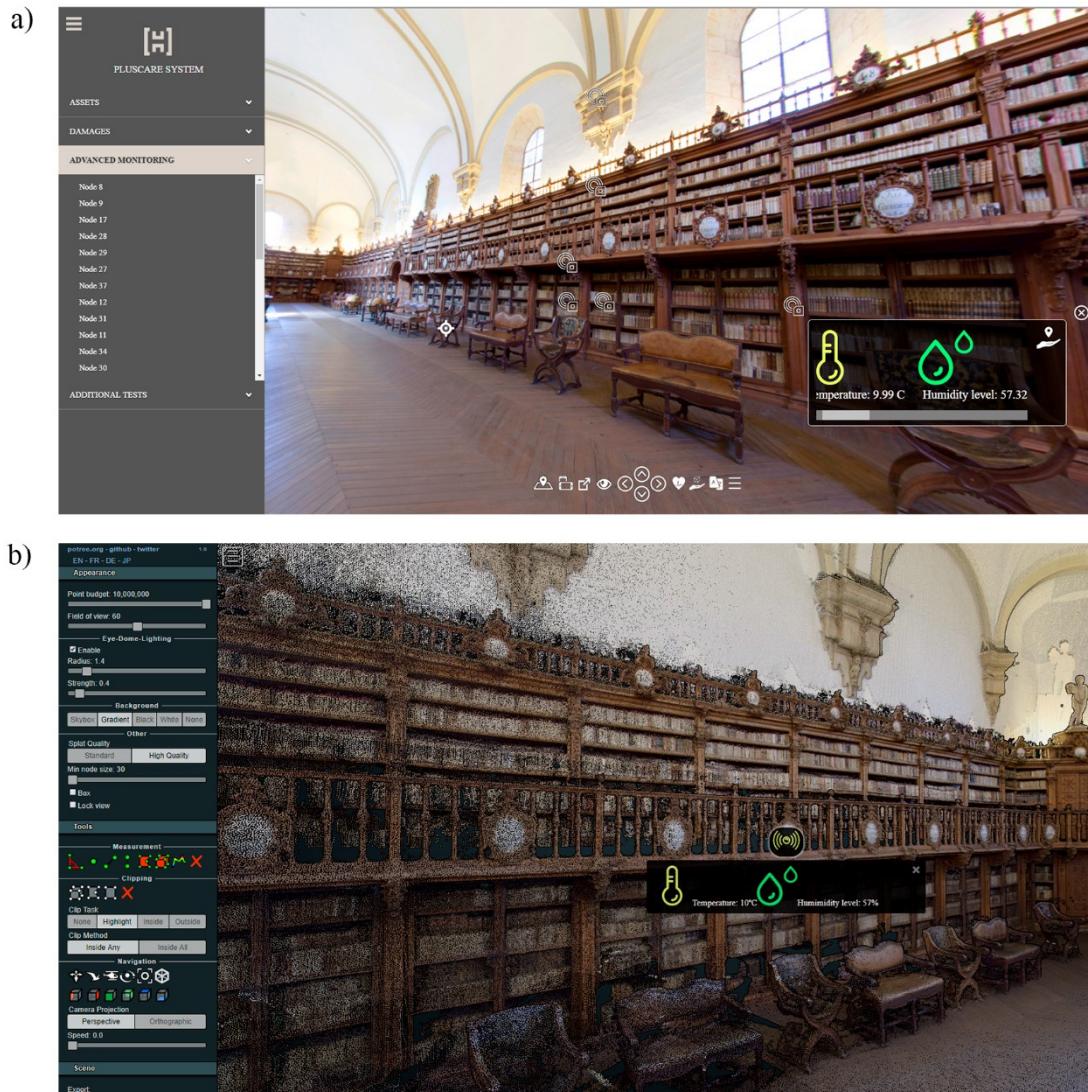 a)
PLUSCARE SYSTEM
ASSETS
DAMAGES
ADVANCED MONITORING
Node 8
Node 9
Node 17
Node 28
Node 29
Node 27
Node 37
Node 12
Node 31
Node 11
Node 34
Node 30
ADDITIONAL TESTS
emperature: 9.99 C Humidity level: 57.32
b)
potree.org - github - twitter 1.6
EN - FR - DE - JP
Appearance
Point budget: 10,000,000
Field of view: 60
Eye-Dome-Lighting
Enable
Radius: 1.4
Strength: 0.4
Background
Skybox Gradient Black White None
Other
Splat Quality
Standard High Quality
Min node size: 30
Box
Lock view
Tools
Measurement
Clipping
Clip Task
None Highlight Inside Outside
Clip Method
Inside Any Inside All
Navigation
Camera Projection
Perspective Orthographic
Speed: 0.0
Scene
Export:
Temperature: 10ºC Humimidity level: 57%